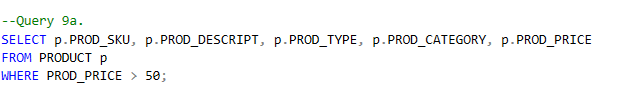 --Query 9a.
SELECT p.PROD_SKU, p.PROD_DESCRIPT, p.PROD_TYPE, p.PROD_CATEGORY, p.PROD_PRICE
FROM PRODUCT p
WHERE PROD_PRICE > 50;